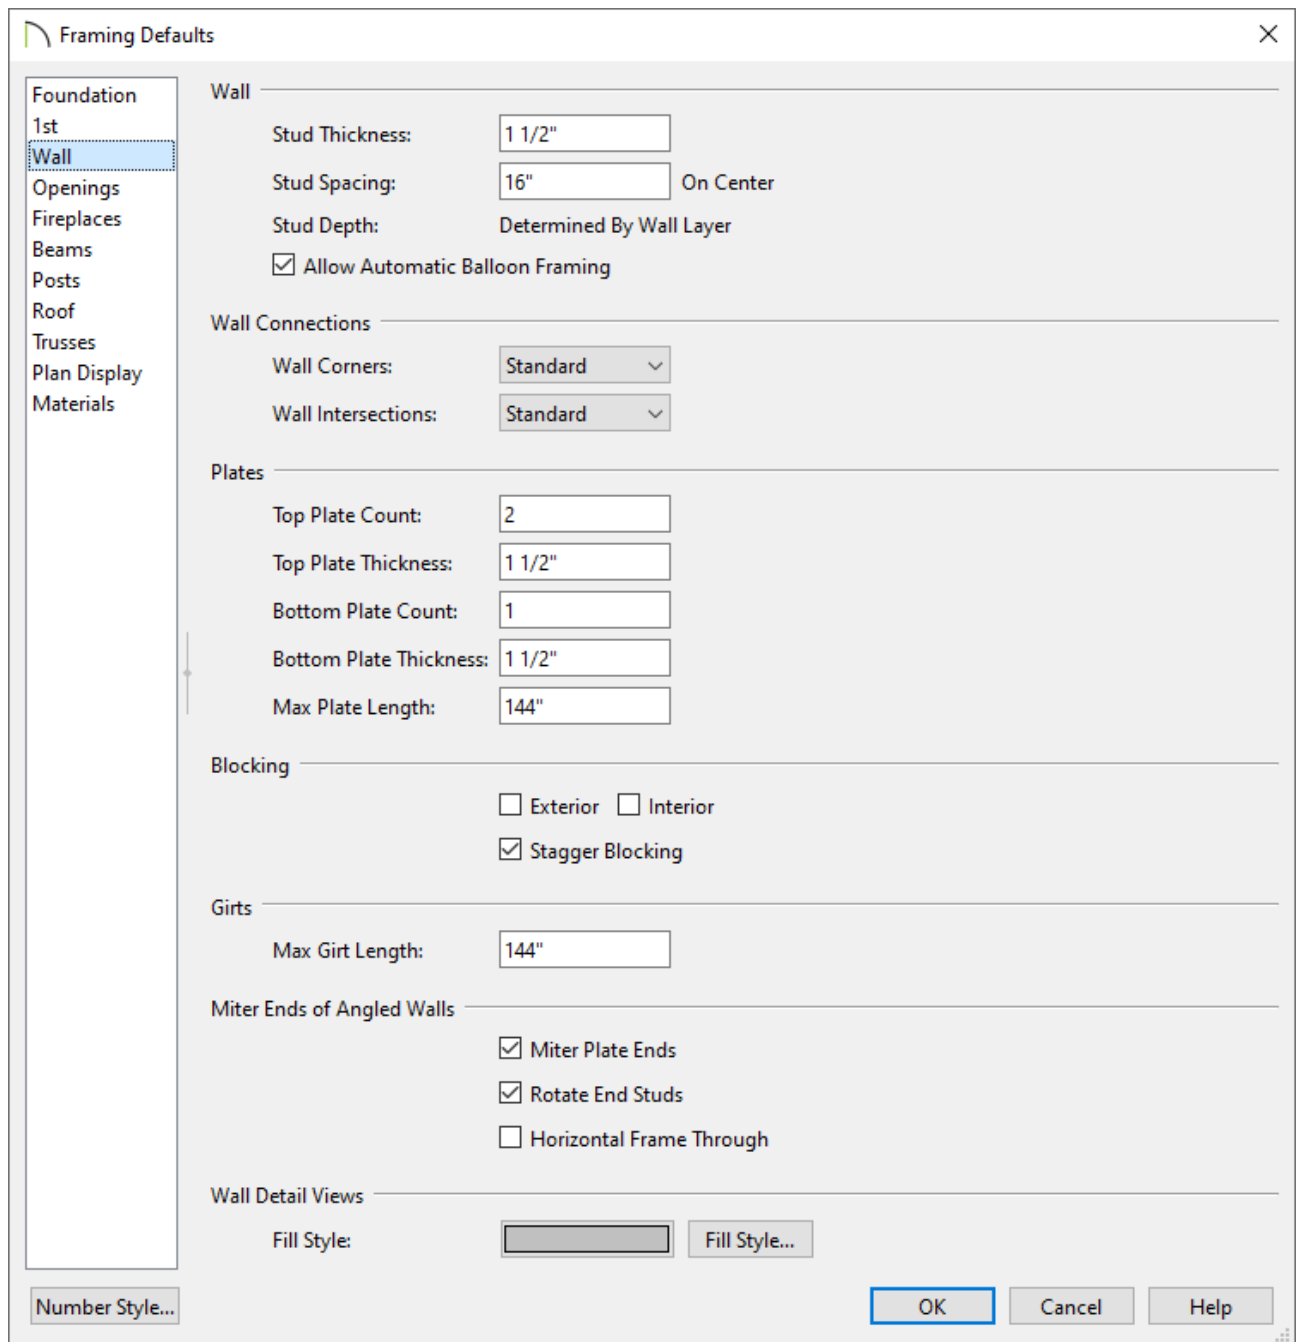 Framing Defaults
Foundation
1st
Wall
Openings
Fireplaces
Beams
Posts
Roof
Trusses
Plan Display
Materials
Wall
Stud Thickness: 1 1/2"
Stud Spacing: 16" On Center
Stud Depth: Determined By Wall Layer
Allow Automatic Balloon Framing
Wall Connections
Wall Corners: Standard
Wall Intersections: Standard
Plates
Top Plate Count: 2
Top Plate Thickness: 1 1/2"
Bottom Plate Count: 1
Bottom Plate Thickness: 1 1/2"
Max Plate Length: 144"
Blocking
Exterior Interior
Stagger Blocking
Girts
Max Girt Length: 144"
Miter Ends of Angled Walls
Miter Plate Ends
Rotate End Studs
Horizontal Frame Through
Wall Detail Views
Fill Style: Fill Style...
Number Style... OK Cancel Help